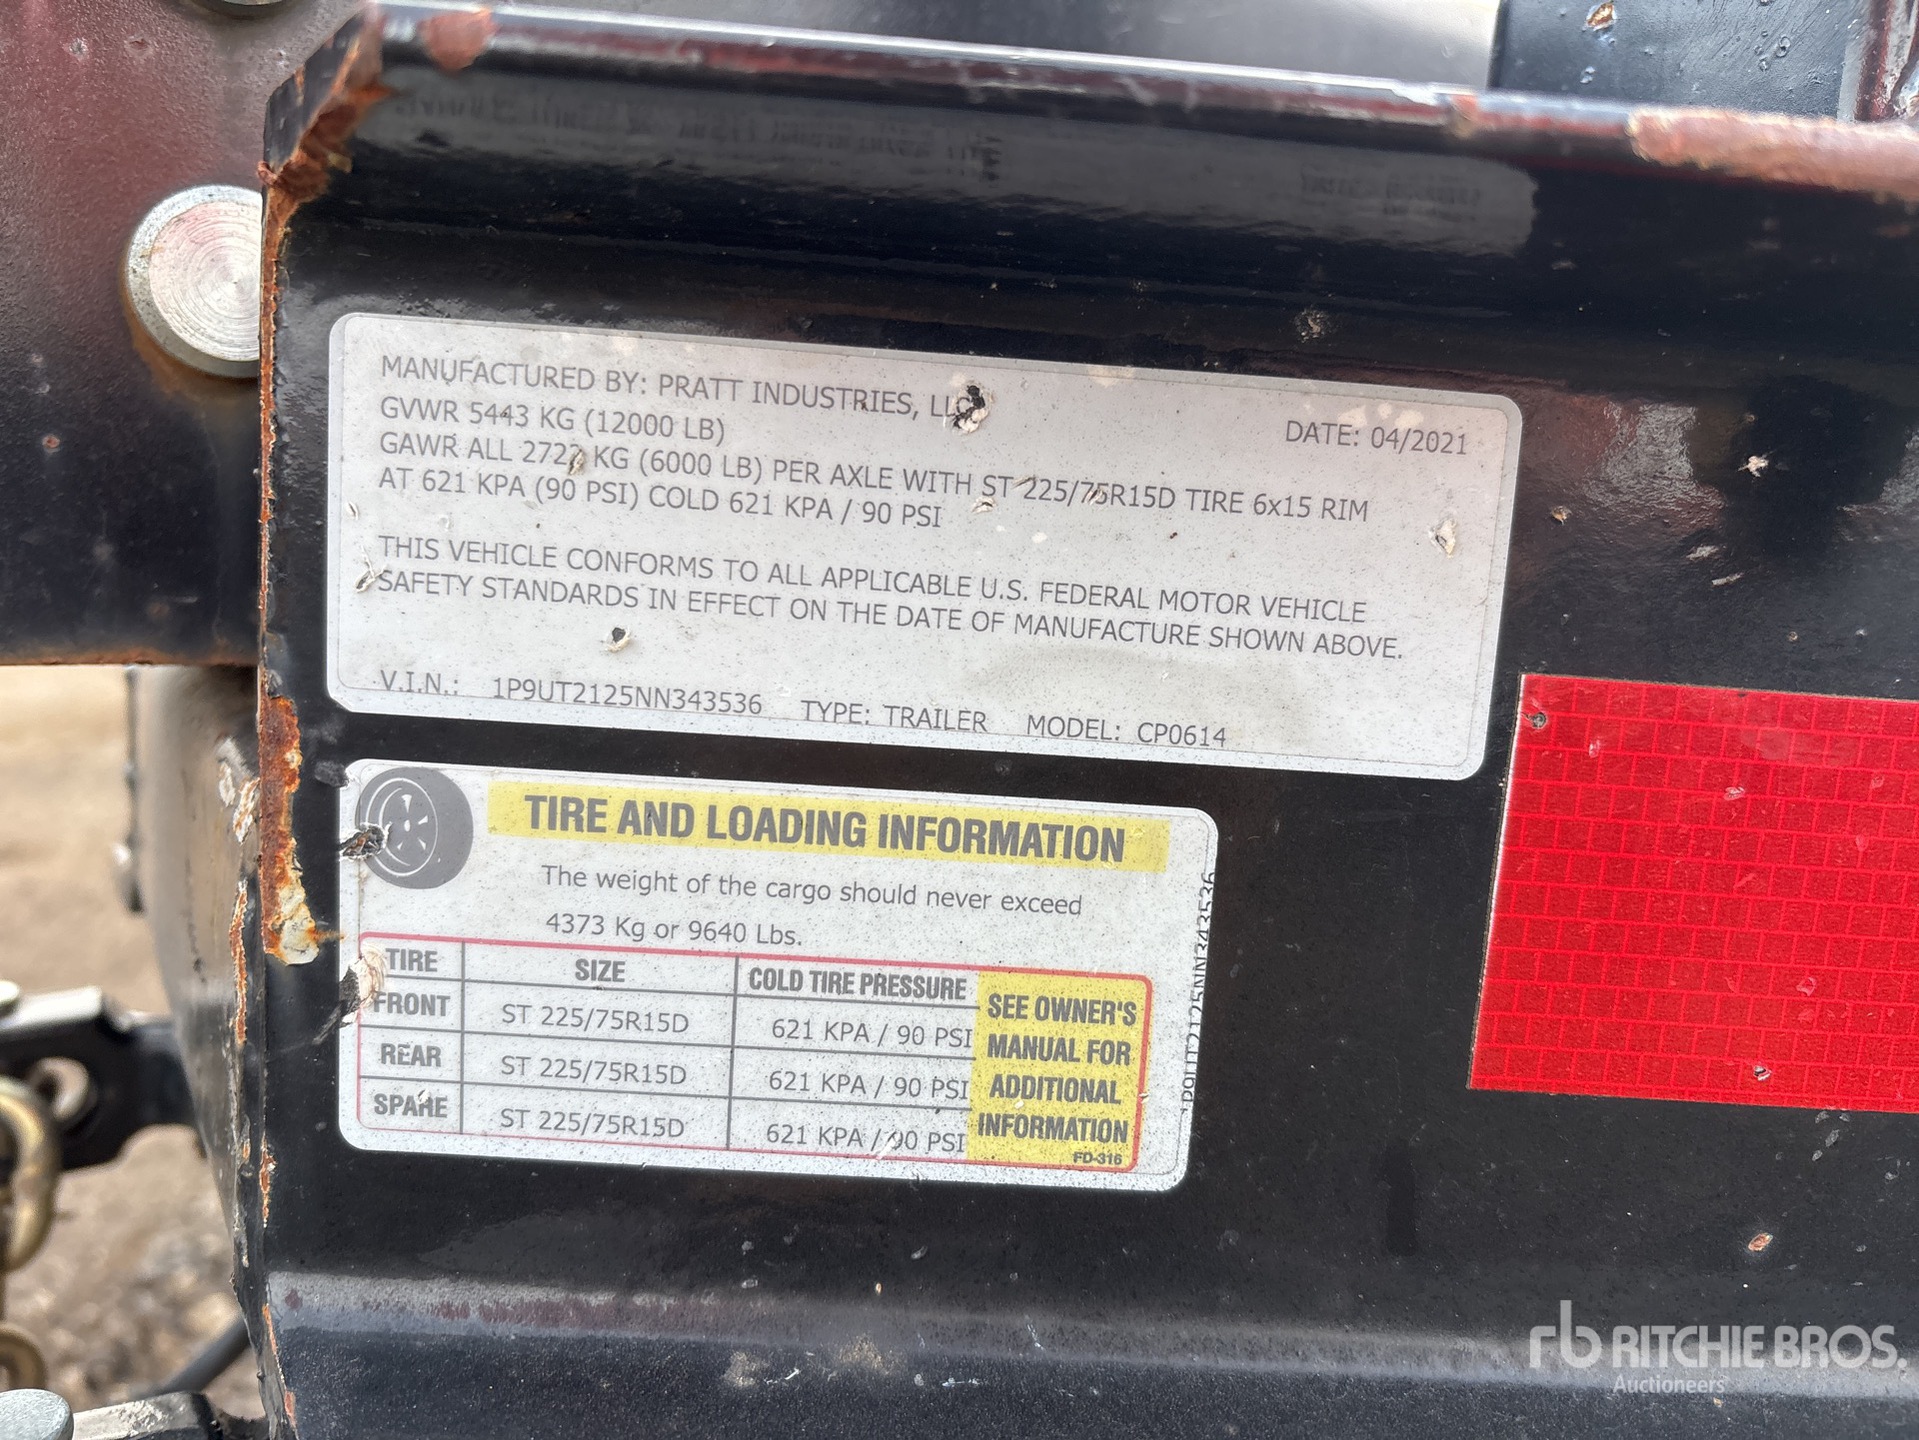 MANUFACTURED BY: PRATT INDUSTRIES, LLC
DATE: 04/2021
GVWR 5443 KG (12000 LB)
GAWR ALL 2722 KG (6000 LB) PER AXLE WITH ST 225/75R15D TIRE 6x15 RIM
AT 621 KPA (90 PSI) COLD 621 KPA / 90 PSI
THIS VEHICLE CONFORMS TO ALL APPLICABLE U.S. FEDERAL MOTOR VEHICLE
SAFETY STANDARDS IN EFFECT ON THE DATE OF MANUFACTURE SHOWN ABOVE.
V.I.N.: 1P9UT2125NN343536 TYPE: TRAILER MODEL: CP0614
TIRE AND LOADING INFORMATION
The weight of the cargo should never exceed
4373 Kg or 9640 Lbs.
TIRE SIZE COLD TIRE PRESSURE
FRONT ST 225/75R15D 621 KPA / 90 PSI
REAR ST 225/75R15D 621 KPA / 90 PSI
SPARE ST 225/75R15D 621 KPA / 90 PSI
SEE OWNER'S
MANUAL FOR
ADDITIONAL
INFORMATION
FD-316
1P9UT2125NN343536
rb RITCHIE BROS.
Auctioneers